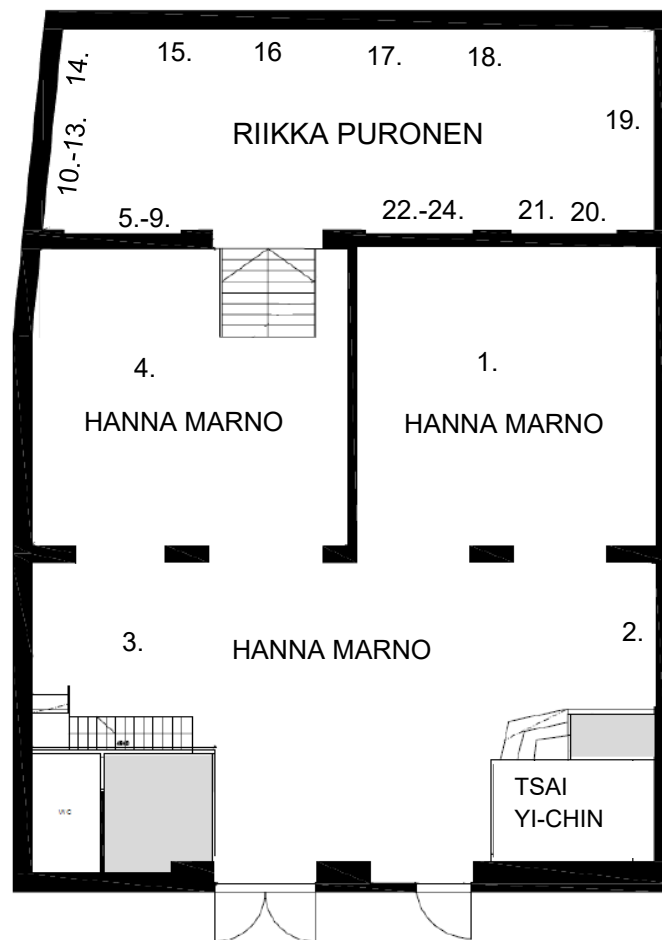 15.
16
17.
18.
14.
19.
RIIKKA PURONEN
10.-13.
5.-9.
22.-24.
21.
20.
4.
1.
HANNA MARNO
HANNA MARNO
3.
HANNA MARNO
2.
TSAI
YI-CHIN
WC